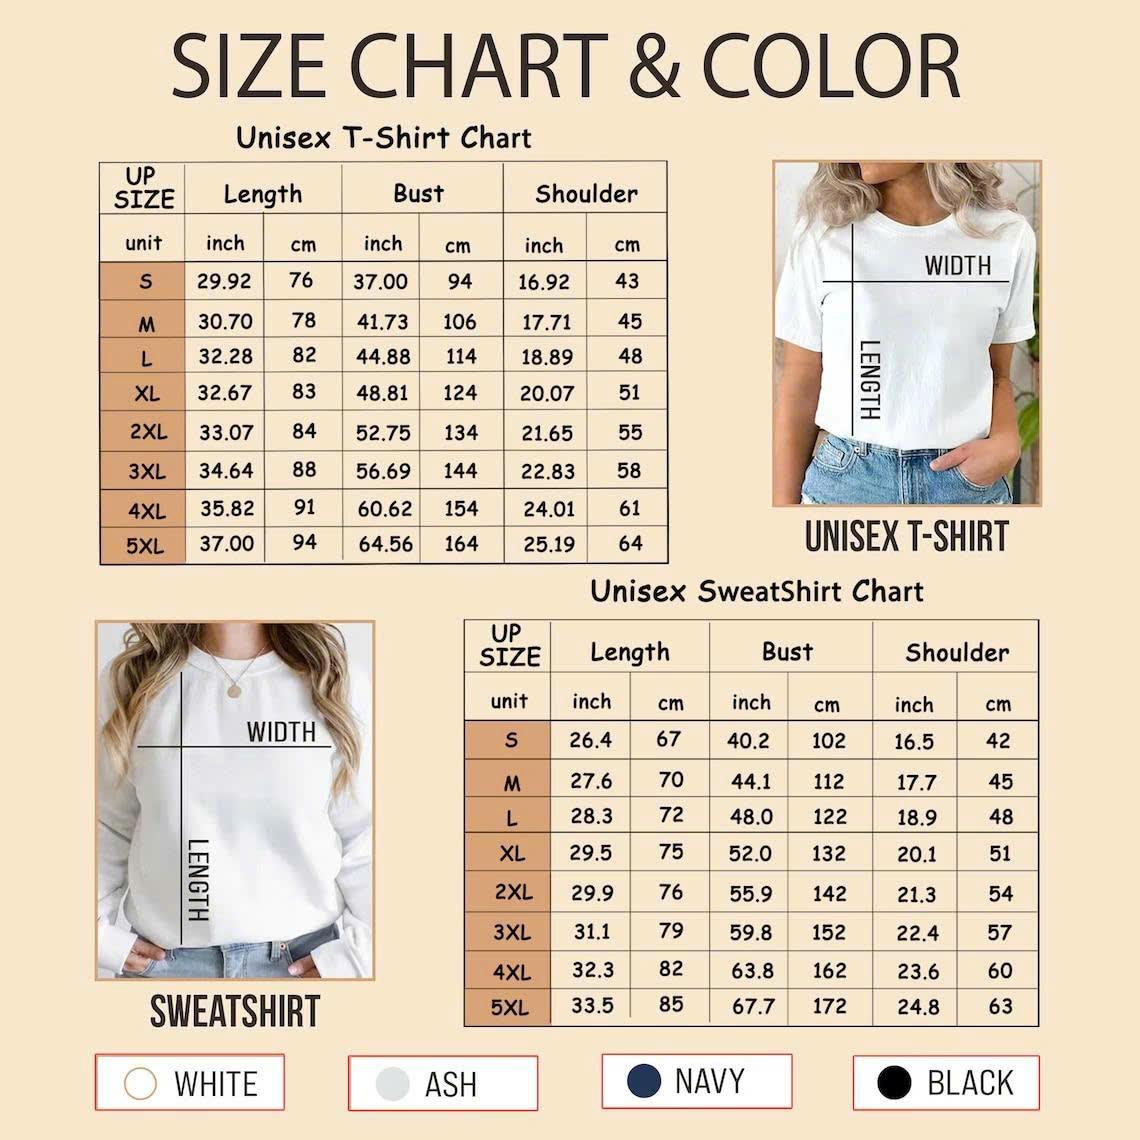 SIZE CHART & COLOR
Unisex T-Shirt Chart
UP SIZE Length Bust Shoulder
unit inch cm inch cm inch cm
S 29.92 76 37.00 94 16.92 43
M 30.70 78 41.73 106 17.71 45
L 32.28 82 44.88 114 18.89 48
XL 32.67 83 48.81 124 20.07 51
2XL 33.07 84 52.75 134 21.65 55
3XL 34.64 88 56.69 144 22.83 58
4XL 35.82 91 60.62 154 24.01 61
5XL 37.00 94 64.56 164 25.19 64
WIDTH
LENGTH
UNISEX T-SHIRT
Unisex SweatShirt Chart
UP SIZE Length Bust Shoulder
unit inch cm inch cm inch cm
S 26.4 67 40.2 102 16.5 42
M 27.6 70 44.1 112 17.7 45
L 28.3 72 48.0 122 18.9 48
XL 29.5 75 52.0 132 20.1 51
2XL 29.9 76 55.9 142 21.3 54
3XL 31.1 79 59.8 152 22.4 57
4XL 32.3 82 63.8 162 23.6 60
5XL 33.5 85 67.7 172 24.8 63
WIDTH
LENGTH
SWEATSHIRT
WHITE
ASH
NAVY
BLACK